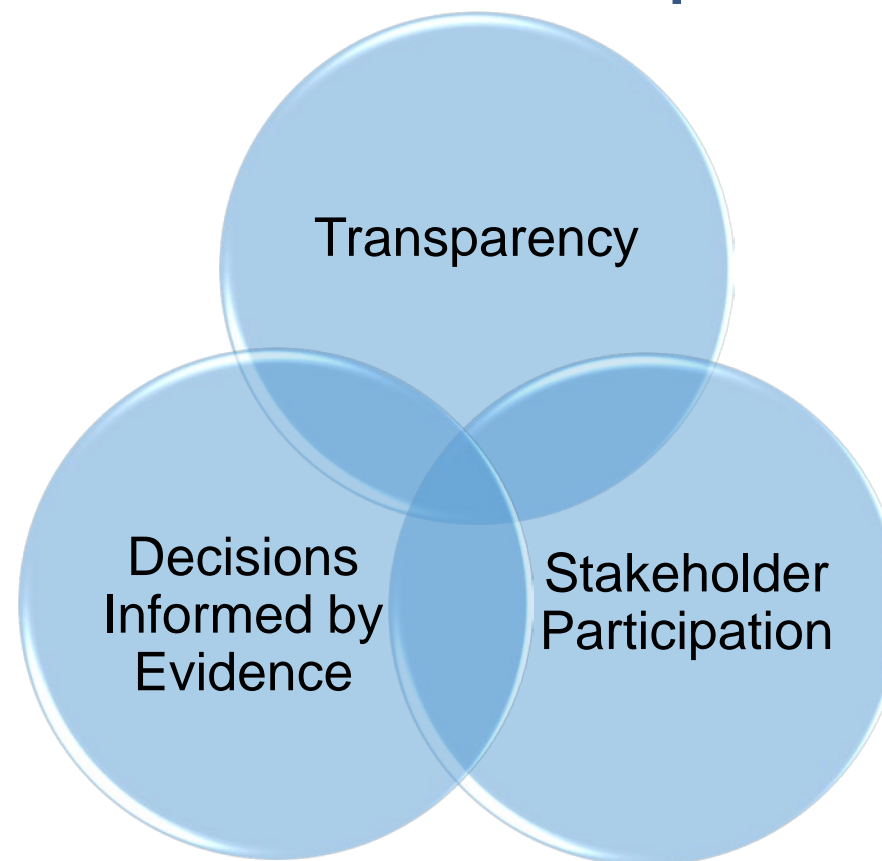 Transparency
Decisions
Informed by
Evidence
Stakeholder
Participation